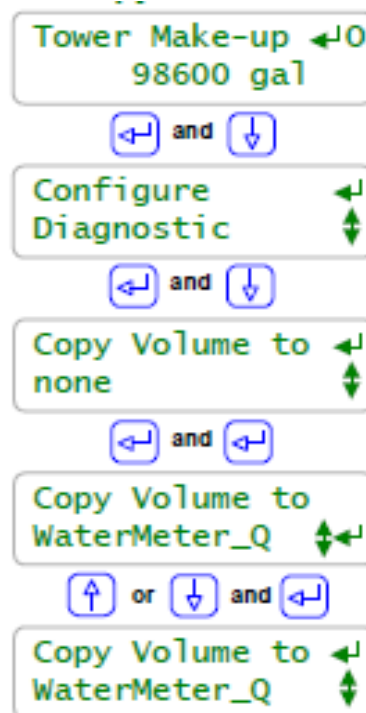 Tower Make-up ↵O
98600 gal
↵ and ↓
Configure ↵
Diagnostic
↵ and ↓
Copy Volume to ↵
none
↵ and ↵
Copy Volume to
WaterMeter_Q ↵
↑ or ↓ and ↵
Copy Volume to ↵
WaterMeter_Q